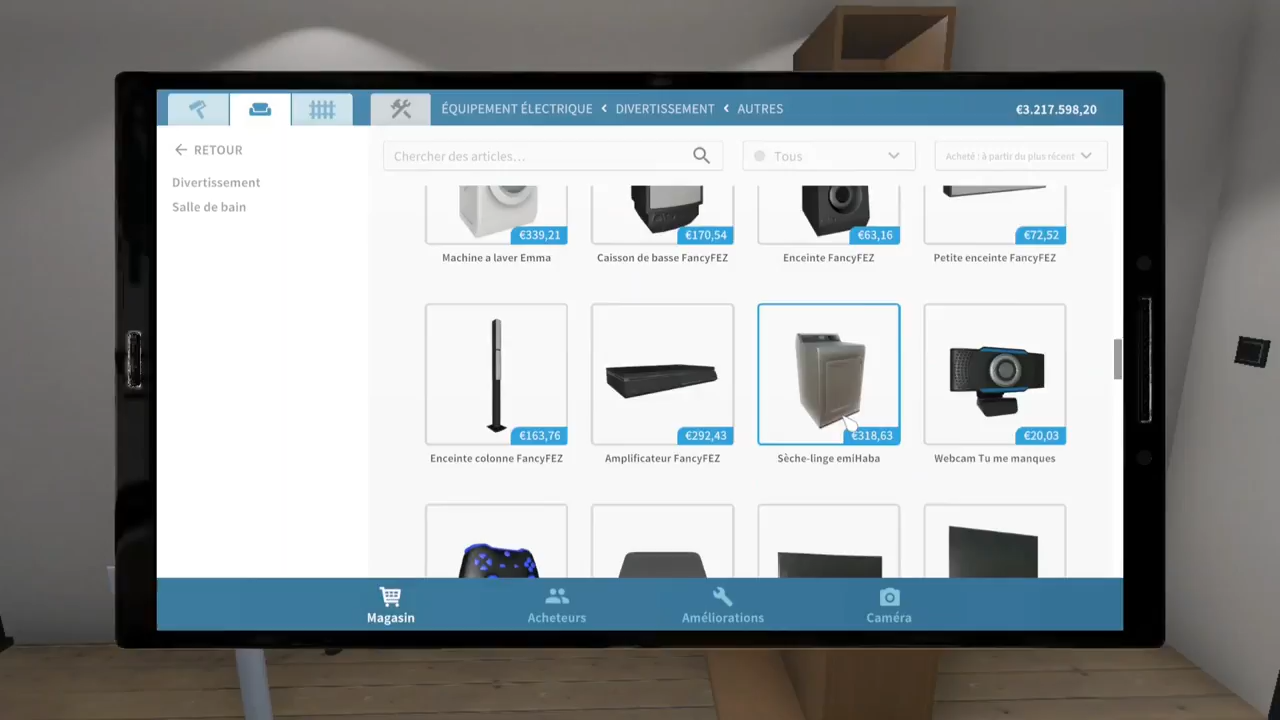 ÉQUIPEMENT ÉLECTRIQUE < DIVERTISSEMENT < AUTRES
€3.217.598,20
RETOUR
Divertissement
Salle de bain
Chercher des articles...
Tous
Acheté : à partir du plus récent
€339,21
€170,54
€63,16
€72,52
Machine a laver Emma
Caisson de basse FancyFEZ
Enceinte FancyFEZ
Petite enceinte FancyFEZ
€163,76
€292,43
€318,63
€20,03
Enceinte colonne FancyFEZ
Amplificateur FancyFEZ
Sèche-linge emiHaba
Webcam Tu me manques
Magasin
Acheteurs
Améliorations
Caméra